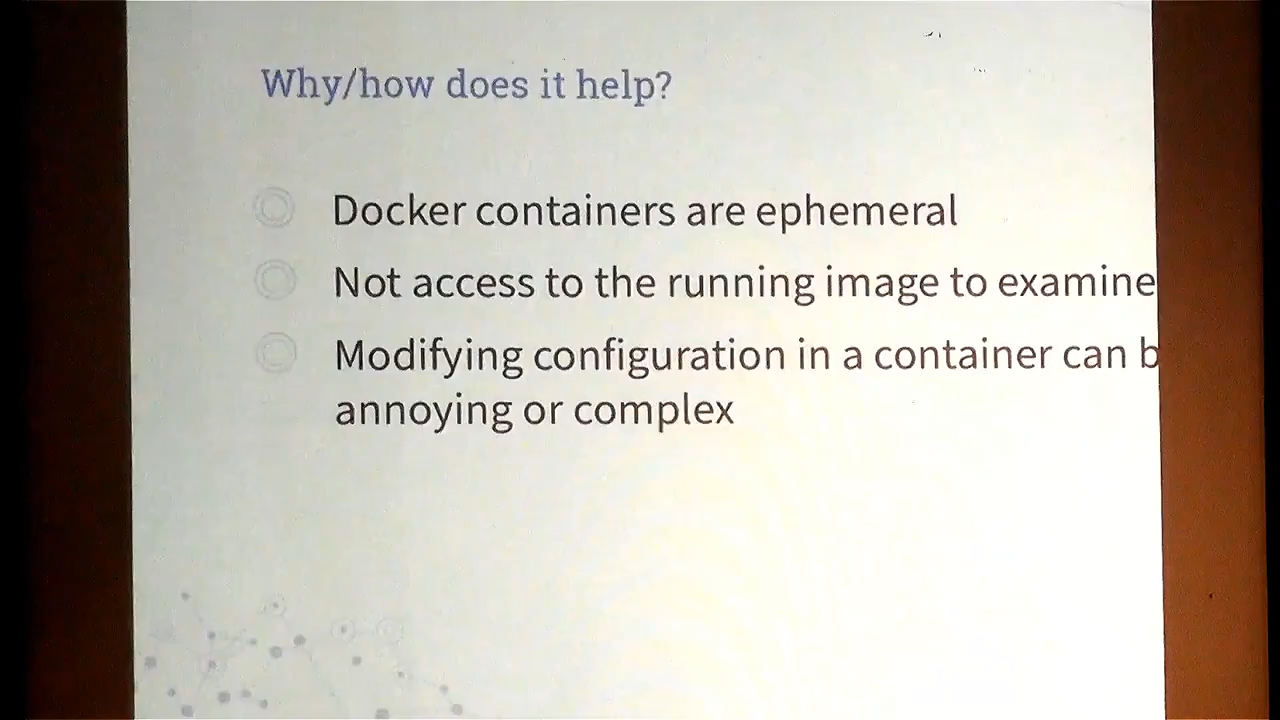 Why/how does it help?
Docker containers are ephemeral
Not access to the running image to examine
Modifying configuration in a container can b
annoying or complex